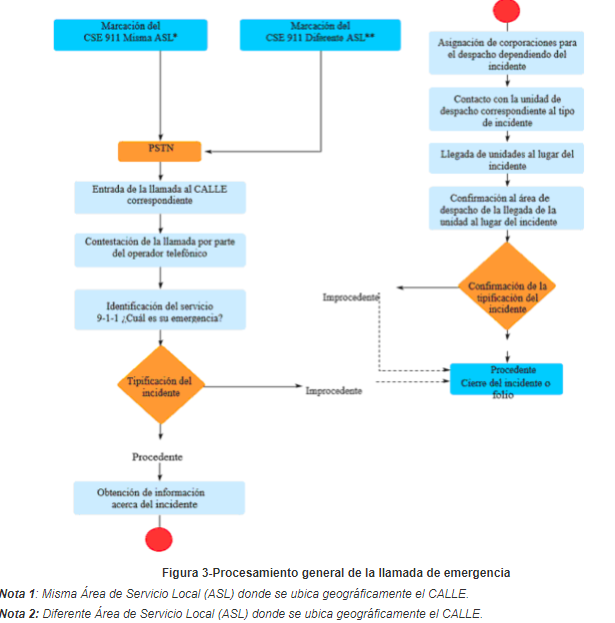 Marcación del
CSE 911 Misma ASL*
Marcación del
CSE 911 Diferente ASL**
PSTN
Entrada de la llamada al CALLE
correspondiente
Contestación de la llamada por parte
del operador telefónico
Identificación del servicio
9-1-1 ¿Cuál es su emergencia?
Tipificación del
incidente
Improcedente
Procedente
Obtención de información
acerca del incidente
Asignación de corporaciones para
el despacho dependiendo del
incidente
Contacto con la unidad de
despacho correspondiente al tipo
de incidente
Llegada de unidades al lugar del
incidente
Confirmación al área de
despacho de la llegada de la
unidad al lugar del incidente
Confirmación de la
tipificación del
incidente
Improcedente
Procedente
Cierre del incidente o
folio
Figura 3-Procesamiento general de la llamada de emergencia
Nota 1: Misma Área de Servicio Local (ASL) donde se ubica geográficamente el CALLE.
Nota 2: Diferente Área de Servicio Local (ASL) donde se ubica geográficamente el CALLE.